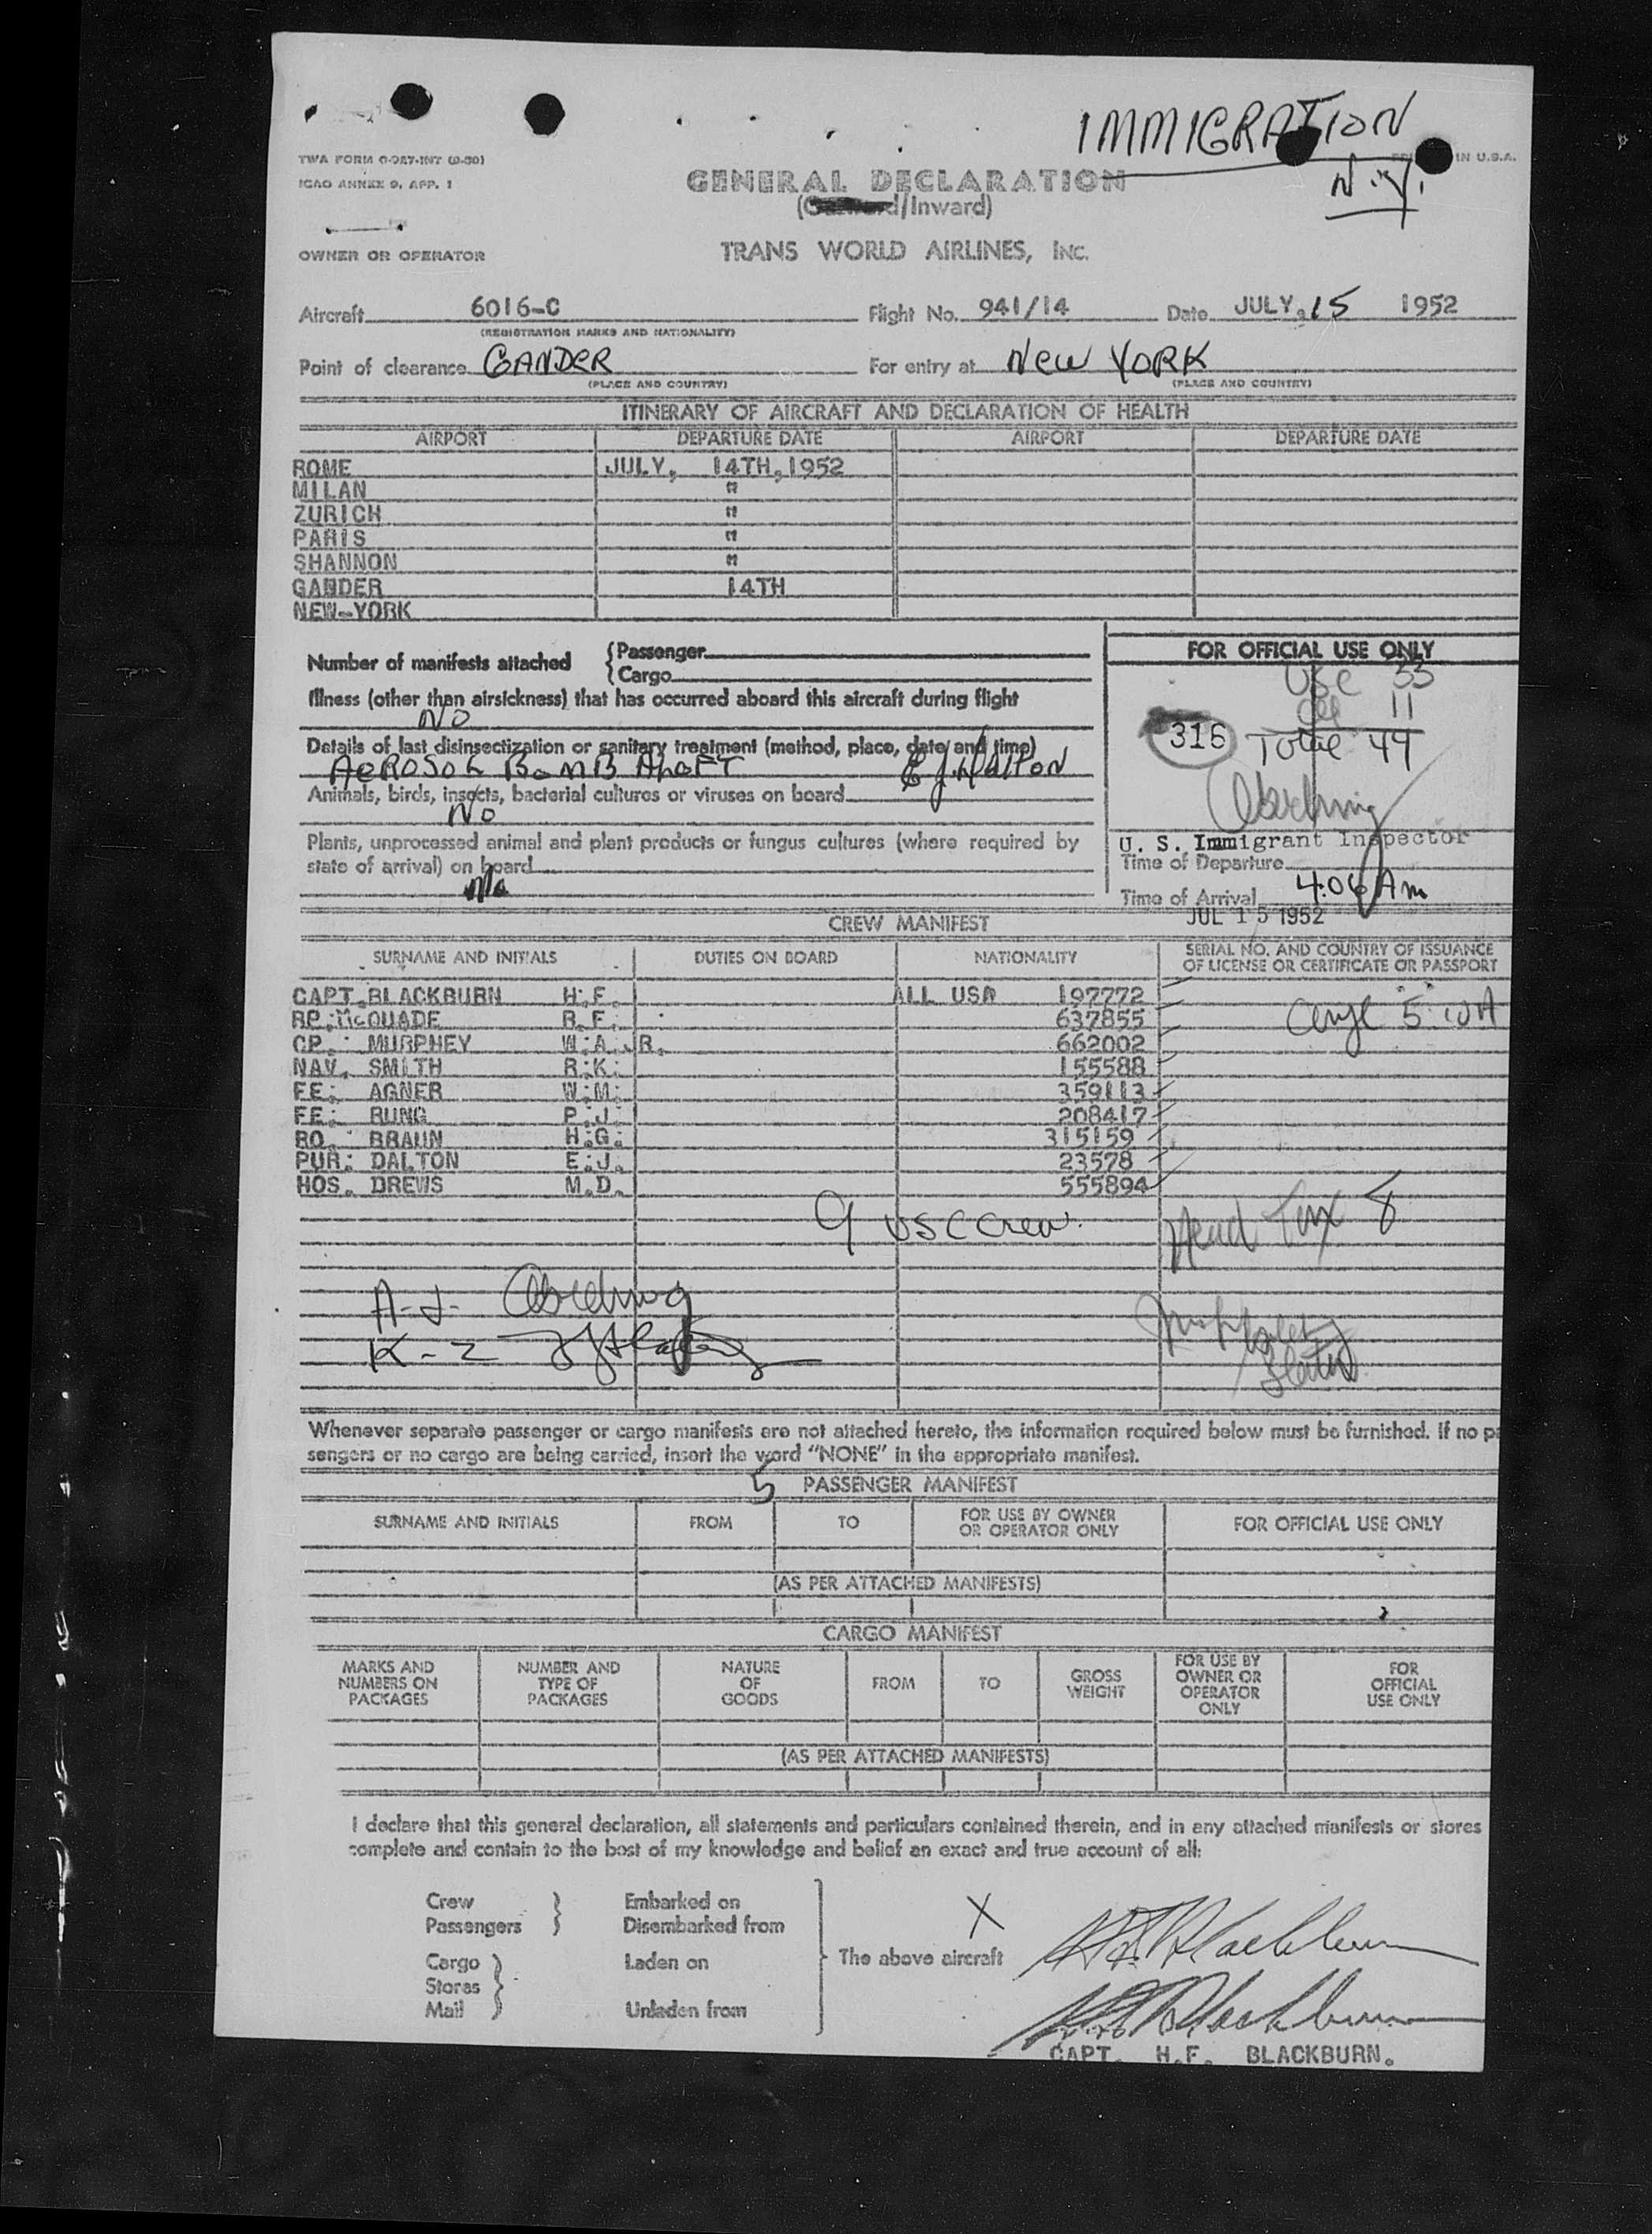 IMMIGRATION
N.Y.
TWA FORM O-927-INT (9-50)
IN U.S.A.
ICAO ANNEX 9, APP. 1
GENERAL DECLARATION
/Inward)
OWNER OR OPERATOR
TRANS WORLD AIRLINES, INC.
Aircraft 6016-C Flight No. 941/14 Date JULY, 15 1952
(REGISTRATION MARKS AND NATIONALITY)
Point of clearance GANDER For entry at New YORK
(PLACE AND COUNTRY) (PLACE AND COUNTRY)
ITINERARY OF AIRCRAFT AND DECLARATION OF HEALTH
AIRPORT DEPARTURE DATE AIRPORT DEPARTURE DATE
ROME JULY, 14TH,1952
MILAN "
ZURICH "
PARIS "
SHANNON "
GANDER 14TH
NEW-YORK
Number of manifests attached { Passenger
{ Cargo
Illness (other than airsickness) that has occurred aboard this aircraft during flight
NO
Details of last disinsectization or sanitary treatment (method, place, date and time)
AEROSOL BOMB ALOFT E J Dalton
Animals, birds, insects, bacterial cultures or viruses on board
No
Plants, unprocessed animal and plant products or fungus cultures (where required by
state of arrival) on board
No
FOR OFFICIAL USE ONLY
USC 33
11
316 Total 44
U. S. Immigrant Inspector
Time of Departure
Time of Arrival 4:06 Am
JUL 15 1952
CREW MANIFEST
SURNAME AND INITIALS DUTIES ON BOARD NATIONALITY SERIAL NO. AND COUNTRY OF ISSUANCE
OF LICENSE OR CERTIFICATE OR PASSPORT
CAPT.BLACKBURN H.F. ALL USA 197772
RP.McQUADE R.F. 637855
CP. MURPHEY W.A.JR. 662002
NAV. SMITH R.K. 155588
FE. AGNER W.M. 359113
FE. RUNG P.J. 208417
RO. BRAUN H.G. 315159
PUR. DALTON E.J. 23578
HOS. DREWS M.D. 555894
9 USC Crew
Head Tax 8
A-J
K-Z
Whenever separate passenger or cargo manifests are not attached hereto, the information required below must be furnished. If no pa
sengers or no cargo are being carried, insert the word "NONE" in the appropriate manifest.
5
PASSENGER MANIFEST
SURNAME AND INITIALS FROM TO FOR USE BY OWNER
OR OPERATOR ONLY FOR OFFICIAL USE ONLY
(AS PER ATTACHED MANIFESTS)
CARGO MANIFEST
MARKS AND
NUMBERS ON
PACKAGES
NUMBER AND
TYPE OF
PACKAGES
NATURE
OF
GOODS
FROM
TO
GROSS
WEIGHT
FOR USE BY
OWNER OR
OPERATOR
ONLY
FOR
OFFICIAL
USE ONLY
(AS PER ATTACHED MANIFESTS)
I declare that this general declaration, all statements and particulars contained therein, and in any attached manifests or stores
complete and contain to the best of my knowledge and belief an exact and true account of all:
Crew
Passengers
Embarked on
Disembarked from
Cargo
Stores
Mail
Laden on
Unladen from
The above aircraft
X
H F Blackburn
H F Blackburn
CAPT. H.F. BLACKBURN.